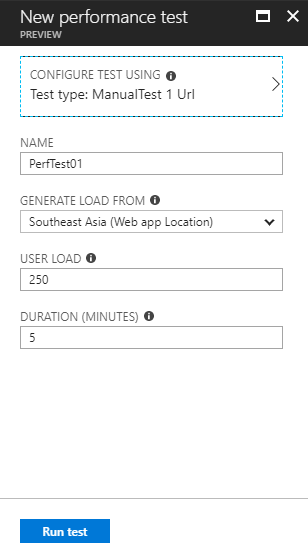 New performance test
PREVIEW
CONFIGURE TEST USING
Test type: ManualTest 1 Url
NAME
PerfTest01
GENERATE LOAD FROM
Southeast Asia (Web app Location)
USER LOAD
250
DURATION (MINUTES)
5
Run test